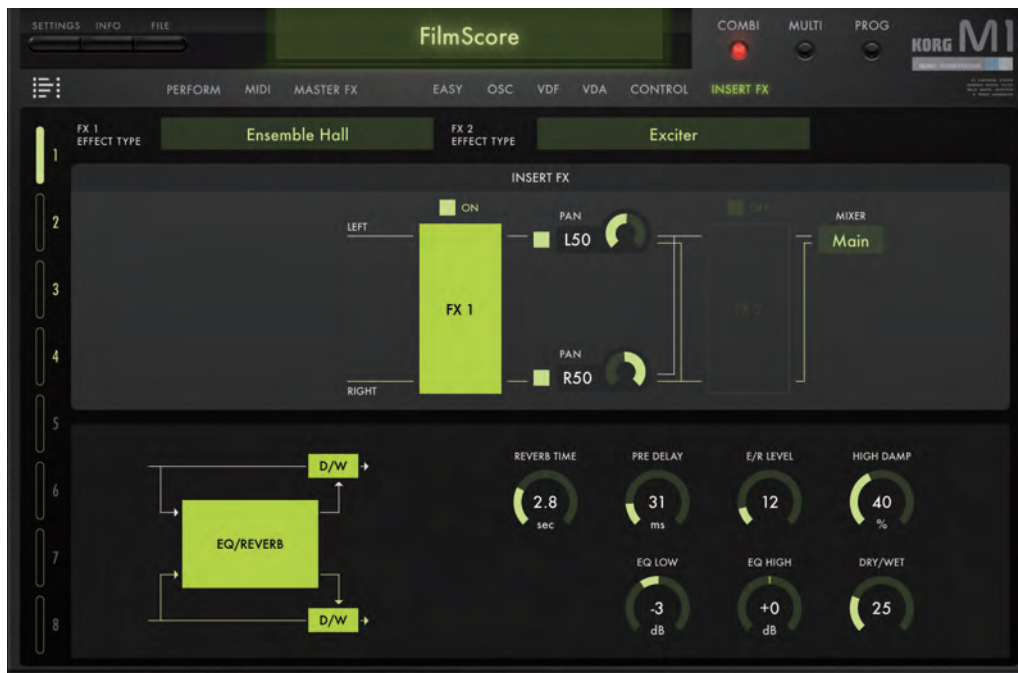 SETTINGS INFO FILE
FilmScore
COMBI MULTI PROG
KORG M1
PERFORM MIDI MASTER FX EASY OSC VDF VDA CONTROL INSERT FX
FX 1
EFFECT TYPE
Ensemble Hall
FX 2
EFFECT TYPE
Exciter
1
2
3
4
5
6
7
8
INSERT FX
ON
OFF
LEFT
PAN
L50
MIXER
Main
FX 1
FX 2
PAN
R50
RIGHT
D/W
EQ/REVERB
D/W
REVERB TIME PRE DELAY E/R LEVEL HIGH DAMP
2.8 31 12 40
sec ms %
EQ LOW EQ HIGH DRY/WET
-3 +0 25
dB dB